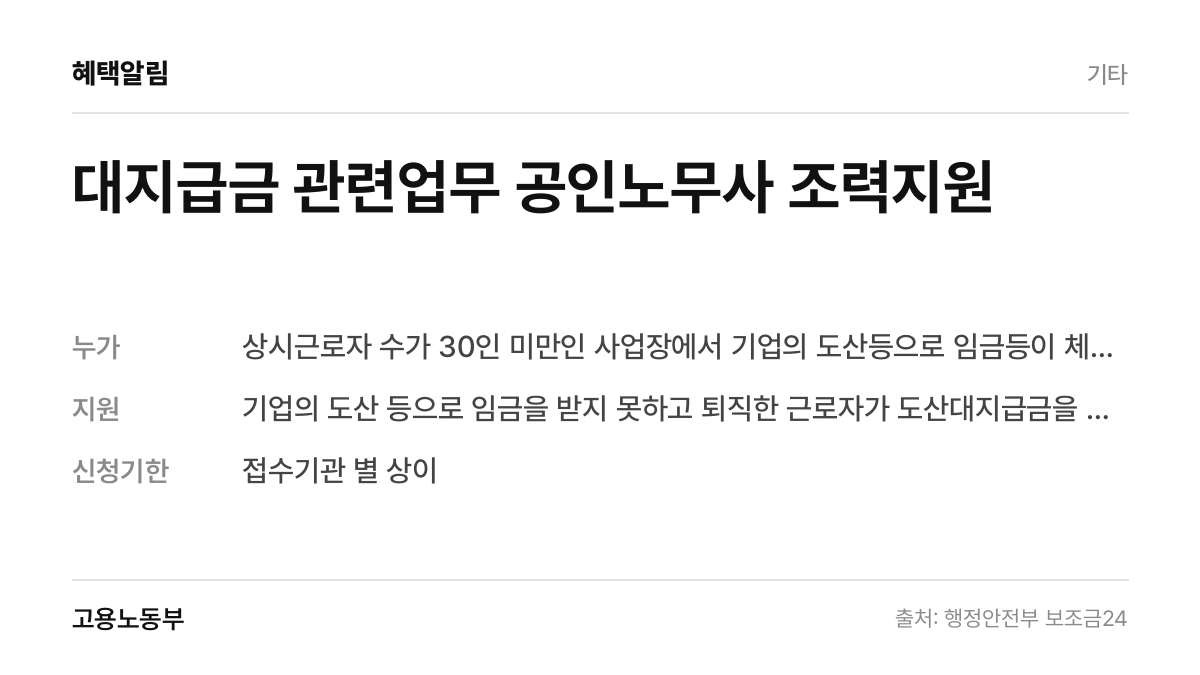 혜택알림
기타
대지급금 관련업무 공인노무사 조력지원
누가 상시근로자 수가 30인 미만인 사업장에서 기업의 도산등으로 임금등이 체...
지원 기업의 도산 등으로 임금을 받지 못하고 퇴직한 근로자가 도산대지급금을 ...
신청기한 접수기관 별 상이
고용노동부
출처: 행정안전부 보조금24